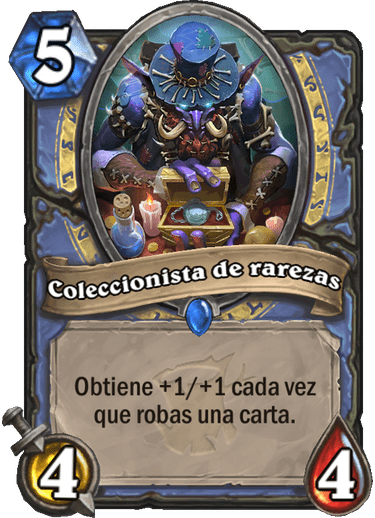 5
Coleccionista de rarezas
Obtiene +1/+1 cada vez
que robas una carta.
4
4